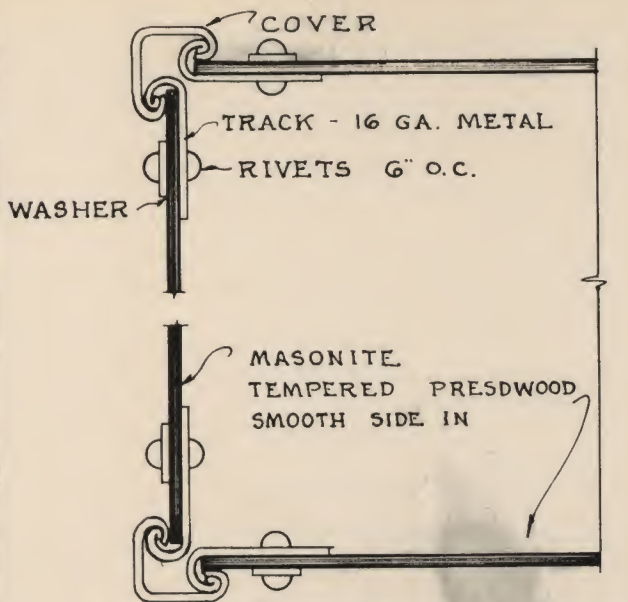 COVER
TRACK - 16 GA. METAL
RIVETS 6" O.C.
WASHER
MASONITE
TEMPERED PRESDWOOD
SMOOTH SIDE IN